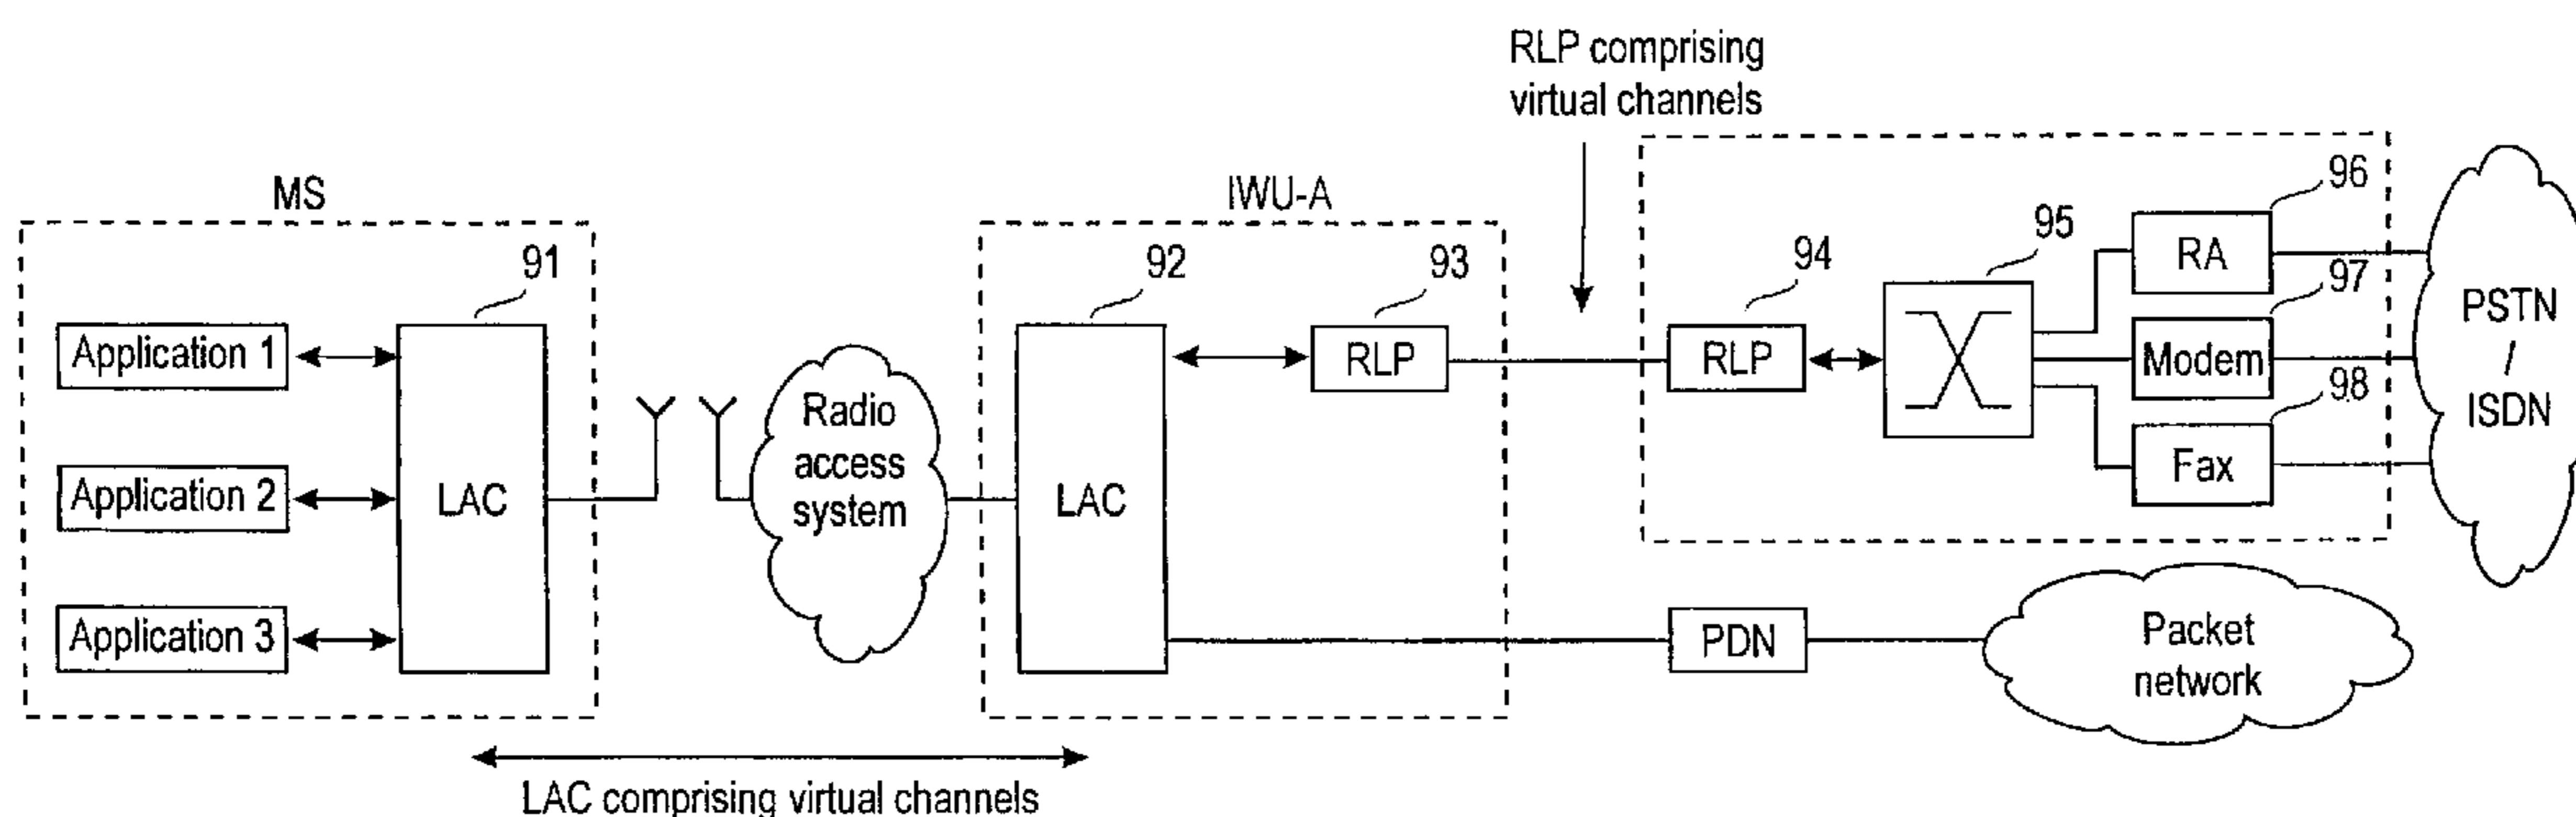 RLP comprising
virtual channels
MS
IWU-A
91
92
93
94
95
96
97
98
Application 1
Application 2
Application 3
LAC
Radio
access
system
LAC
RLP
RLP
RA
Modem
Fax
PSTN
/
ISDN
PDN
Packet
network
LAC comprising virtual channels